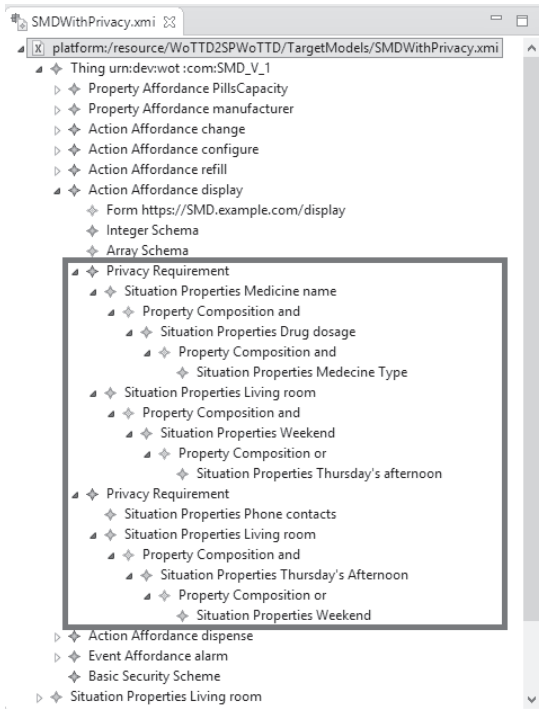 SMDWithPrivacy.xmi
platform:/resource/WoTTD2SPWoTTD/TargetModels/SMDWithPrivacy.xmi
Thing urn:dev:wot :com:SMD_V_1
Property Affordance PillsCapacity
Property Affordance manufacturer
Action Affordance change
Action Affordance configure
Action Affordance refill
Action Affordance display
Form https://SMD.example.com/display
Integer Schema
Array Schema
Privacy Requirement
Situation Properties Medicine name
Property Composition and
Situation Properties Drug dosage
Property Composition and
Situation Properties Medecine Type
Situation Properties Living room
Property Composition and
Situation Properties Weekend
Property Composition or
Situation Properties Thursday's afternoon
Privacy Requirement
Situation Properties Phone contacts
Situation Properties Living room
Property Composition and
Situation Properties Thursday's Afternoon
Property Composition or
Situation Properties Weekend
Action Affordance dispense
Event Affordance alarm
Basic Security Scheme
Situation Properties Living room